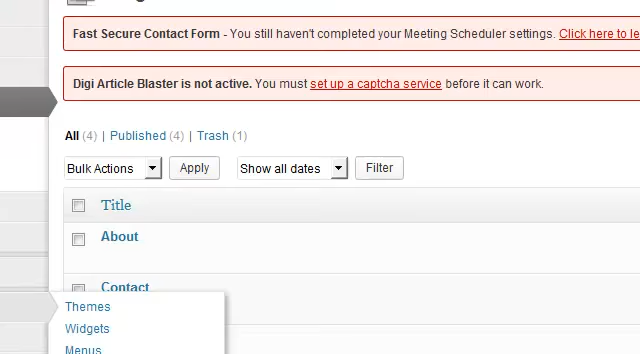 Fast Secure Contact Form - You still haven't completed your Meeting Scheduler settings. Click here to le
Digi Article Blaster is not active. You must set up a captcha service before it can work.
All (4) | Published (4) | Trash (1)
Bulk Actions Apply Show all dates Filter
Title
About
Contact
Themes
Widgets
Menus